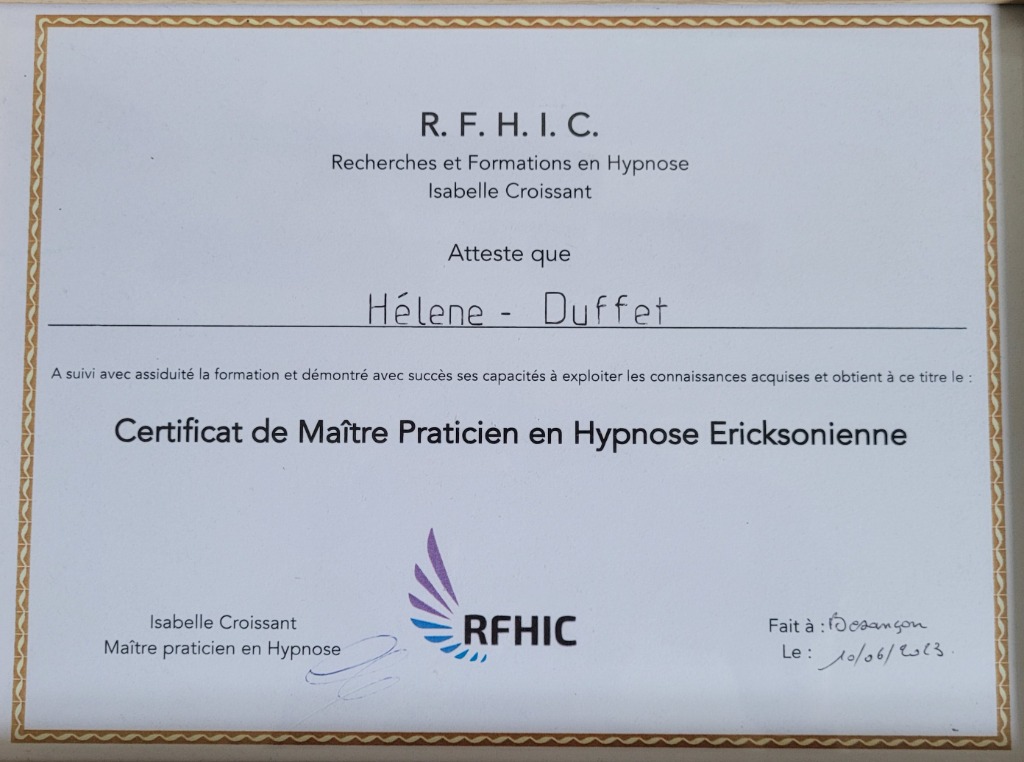 R. F. H. I. C.
Recherches et Formations en Hypnose
Isabelle Croissant
Atteste que
Hélene - Duffet
A suivi avec assiduité la formation et démontré avec succès ses capacités à exploiter les connaissances acquises et obtient à ce titre le :
Certificat de Maître Praticien en Hypnose Ericksonienne
RFHIC
Isabelle Croissant
Maître praticien en Hypnose
Fait à : Besançon
Le : 10/06/2023.